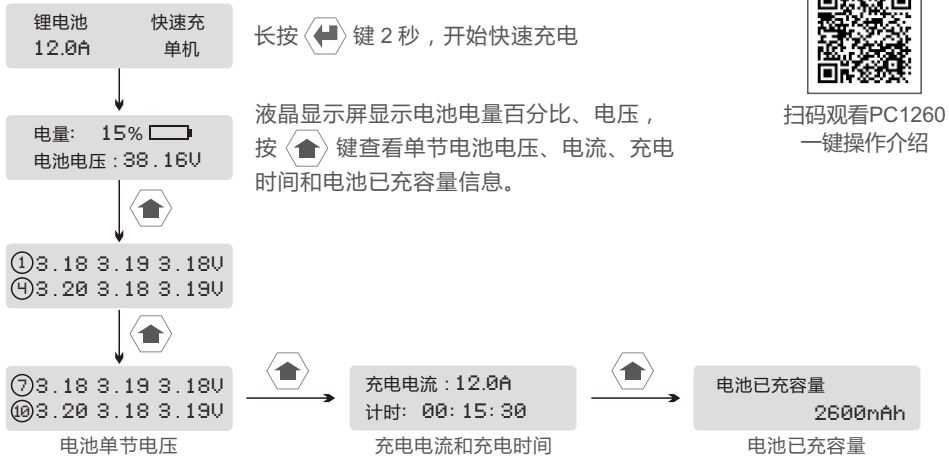 锂电池 快速充
12.0A 单机
长按 键 2 秒，开始快速充电
电量: 15%
电池电压:38.16V
液晶显示屏显示电池电量百分比、电压，
按 键查看单节电池电压、电流、充电
时间和电池已充容量信息。
扫码观看PC1260
一键操作介绍
①3.18 3.19 3.18V
④3.20 3.18 3.19V
⑦3.18 3.19 3.18V
⑩3.20 3.18 3.19V
电池单节电压
充电电流:12.0A
计时: 00:15:30
充电电流和充电时间
电池已充容量
2600mAh
电池已充容量